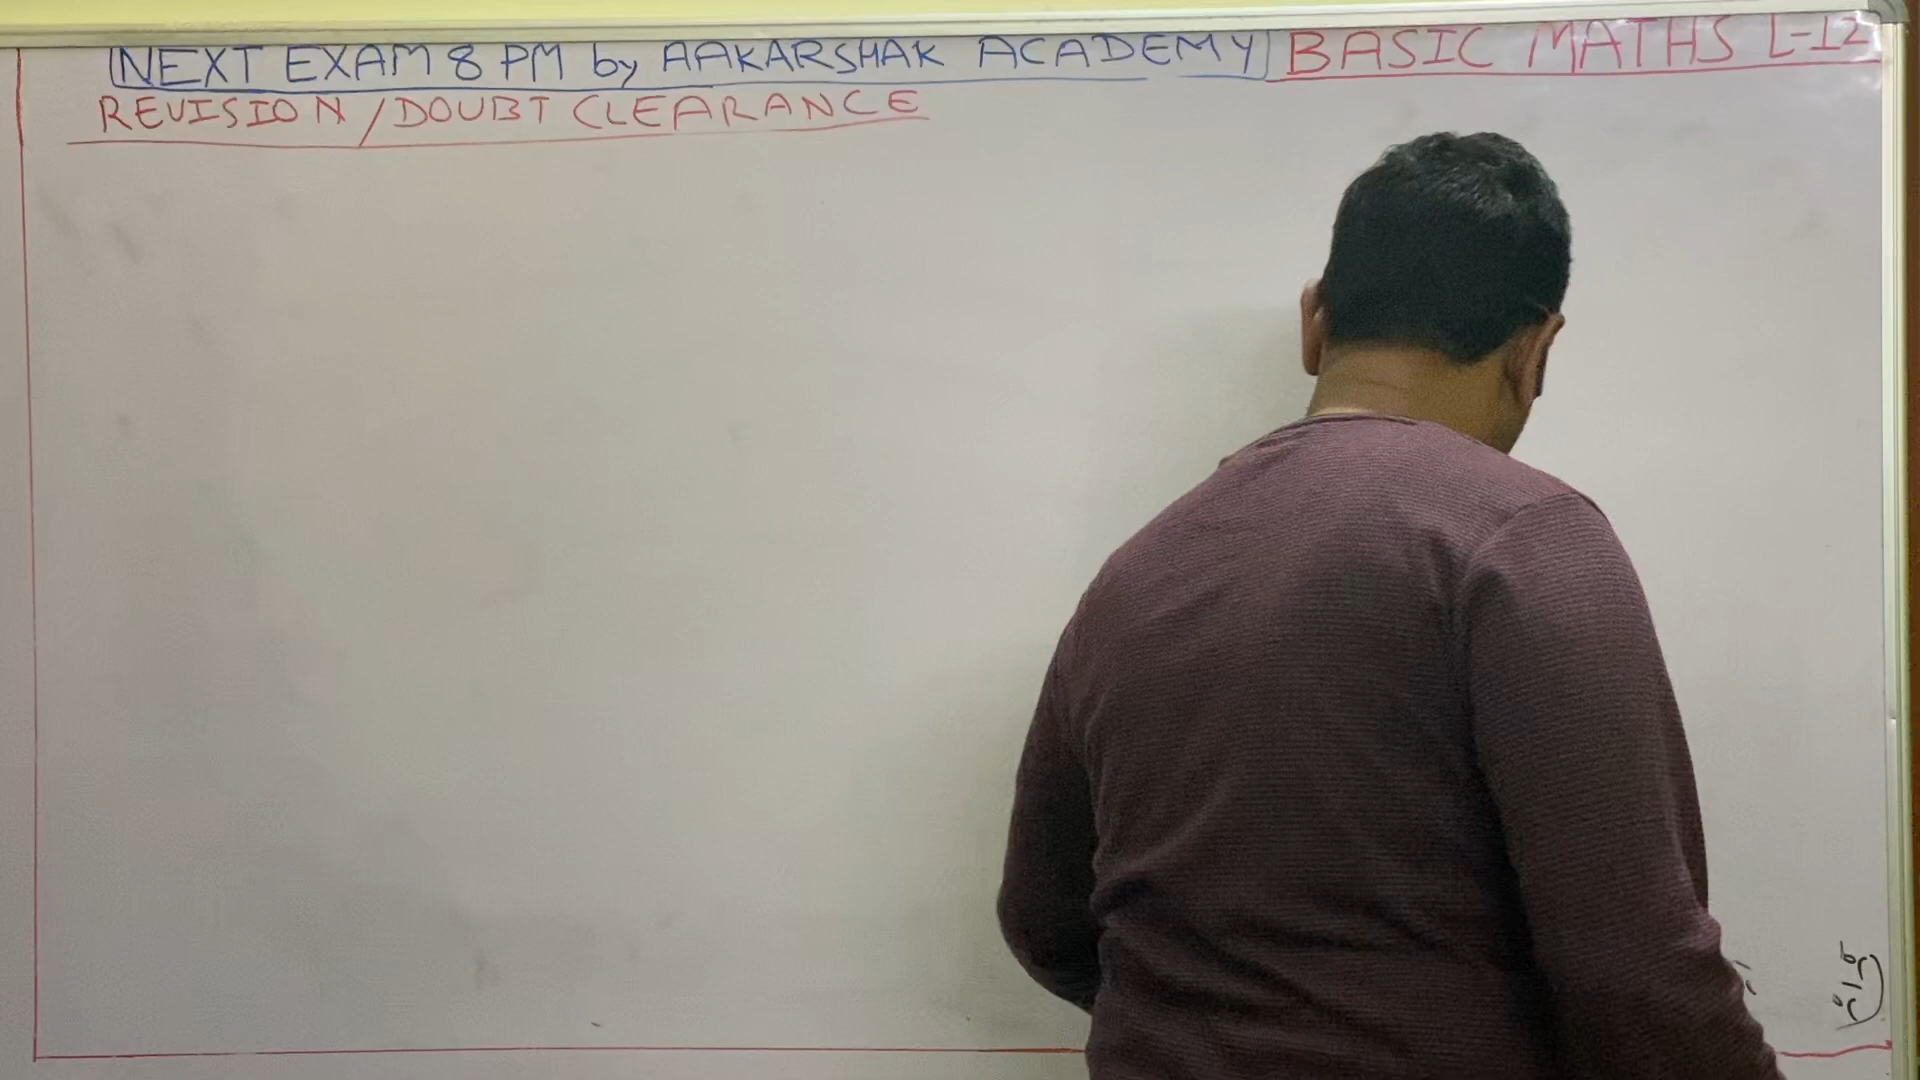 NEXT EXAM 8 PM by AAKARSHAK ACADEMY BASIC MATHS L-12
REVISION/DOUBT CLEARANCE